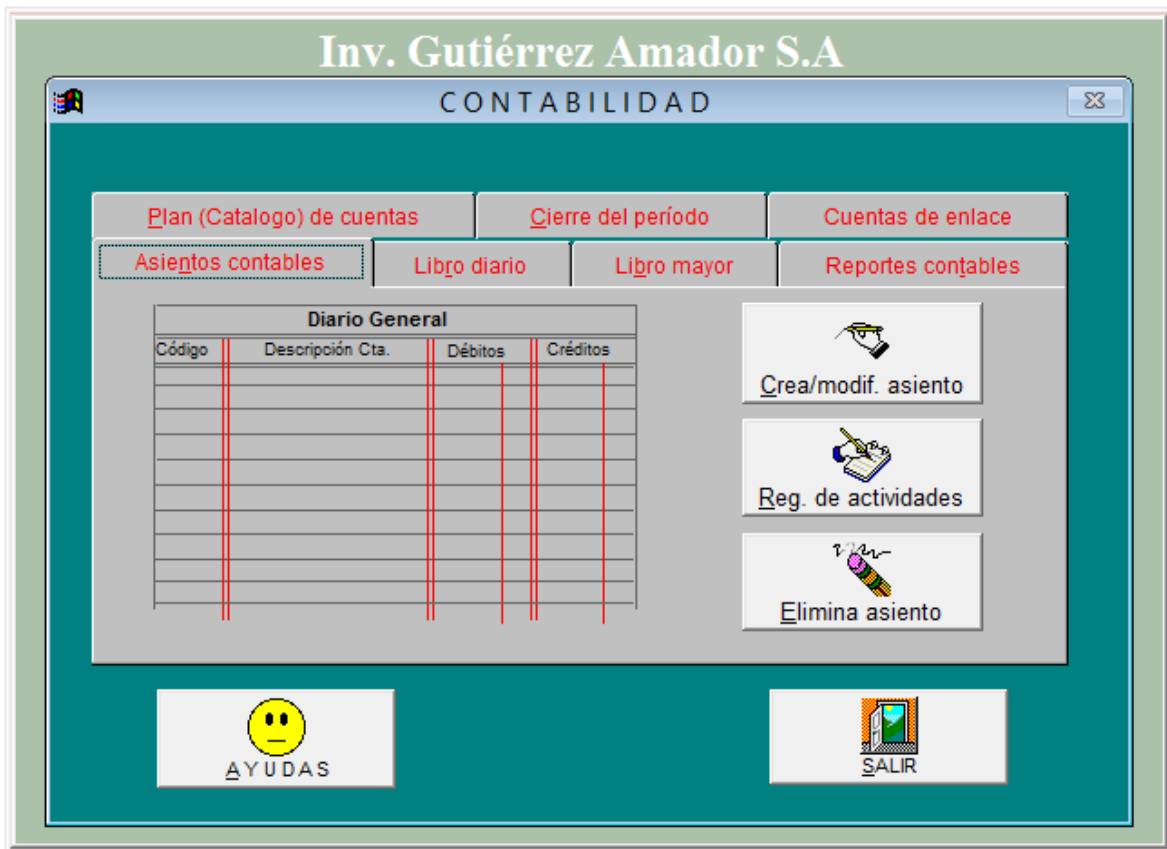 Inv. Gutiérrez Amador S.A
CONTABILIDAD
Plan (Catalogo) de cuentas
Cierre del período
Cuentas de enlace
Asientos contables
Libro diario
Libro mayor
Reportes contables
Diario General
Código
Descripción Cta.
Débitos
Créditos
Crea/modif. asiento
Reg. de actividades
Elimina asiento
AYUDAS
SALIR